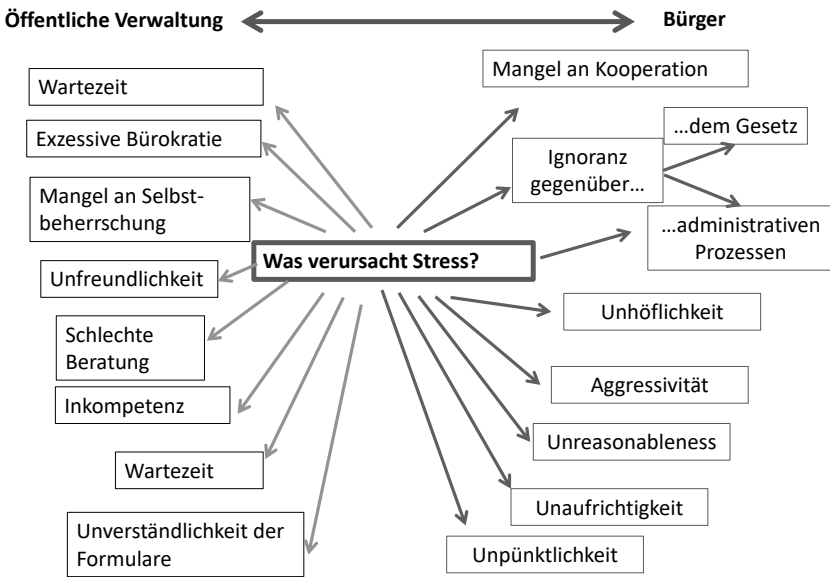 Öffentliche Verwaltung
Bürger
Wartezeit
Exzessive Bürokratie
Mangel an Selbst-
beherrschung
Unfreundlichkeit
Schlechte
Beratung
Inkompetenz
Wartezeit
Unverständlichkeit der
Formulare
Was verursacht Stress?
Mangel an Kooperation
Ignoranz
gegenüber...
...dem Gesetz
...administrativen
Prozessen
Unhöflichkeit
Aggressivität
Unreasonableness
Unaufrichtigkeit
Unpünktlichkeit